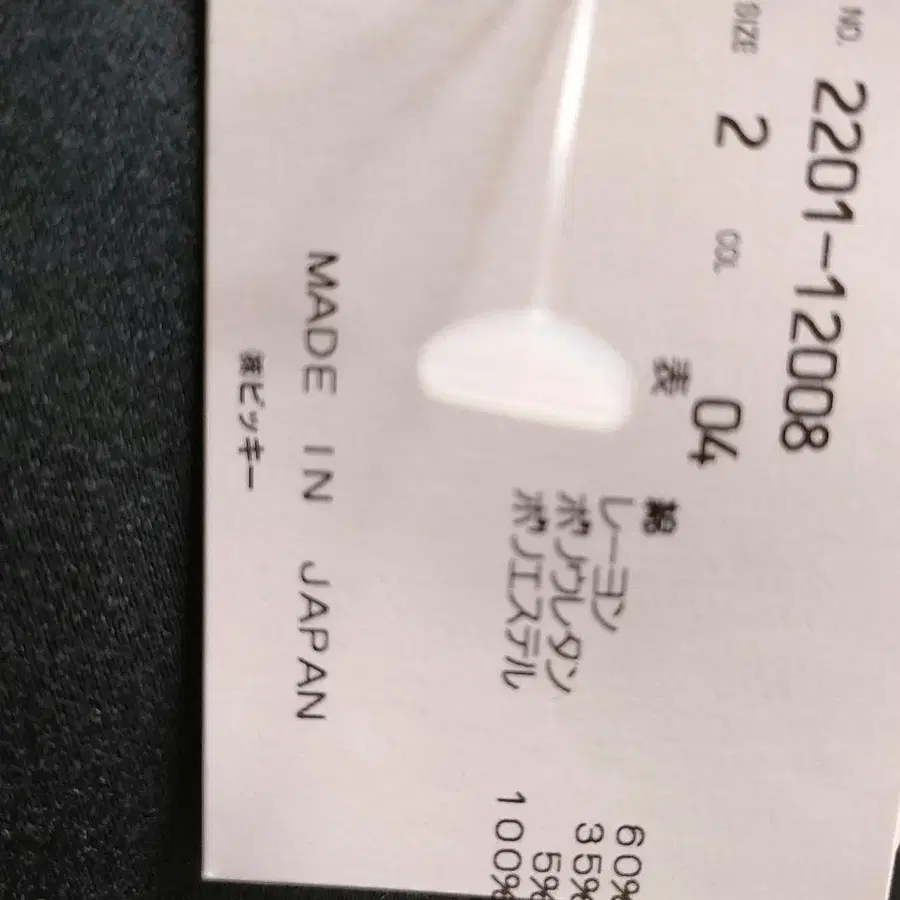 NO. 2201-12008
SIZE 2 COL 04
表 綿 60%
レーヨン 35%
ポリウレタン 5%
ポリエステル 100%
MADE IN JAPAN
㈱ビッキー